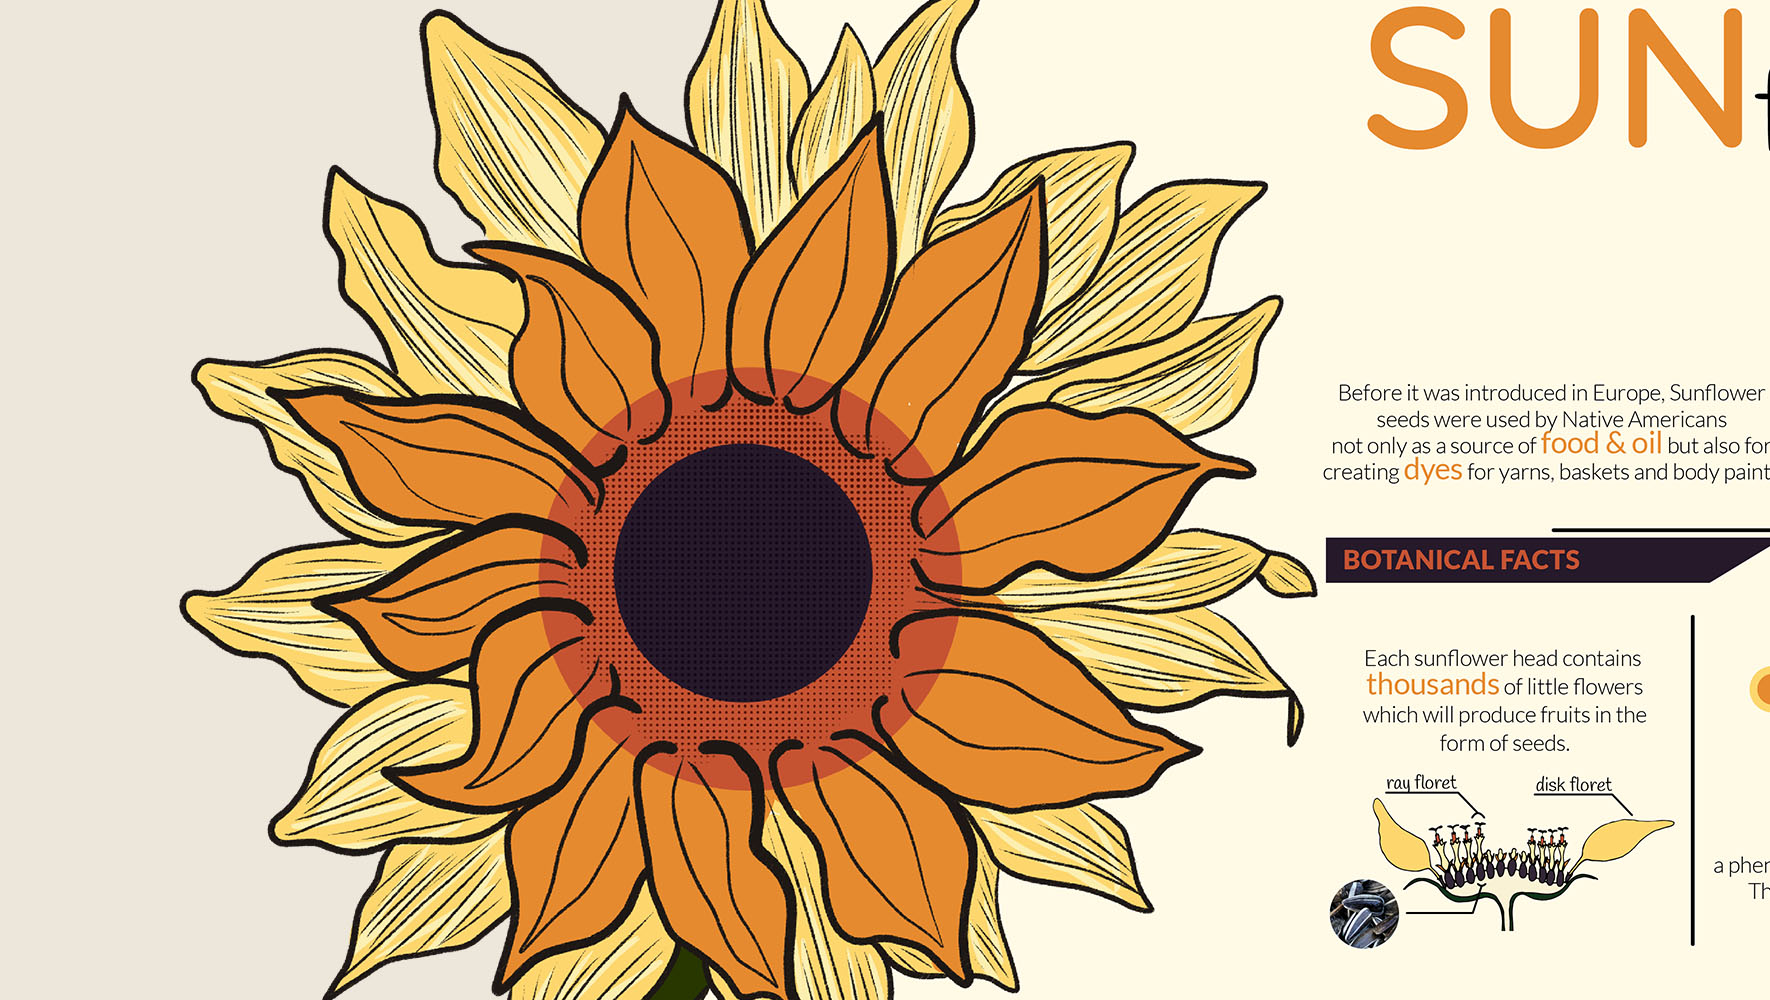 SUN
Before it was introduced in Europe, Sunflower
seeds were used by Native Americans
not only as a source of food & oil but also for
creating dyes for yarns, baskets and body paint
BOTANICAL FACTS
Each sunflower head contains
thousands of little flowers
which will produce fruits in the
form of seeds.
ray floret
disk floret
a phen
Th